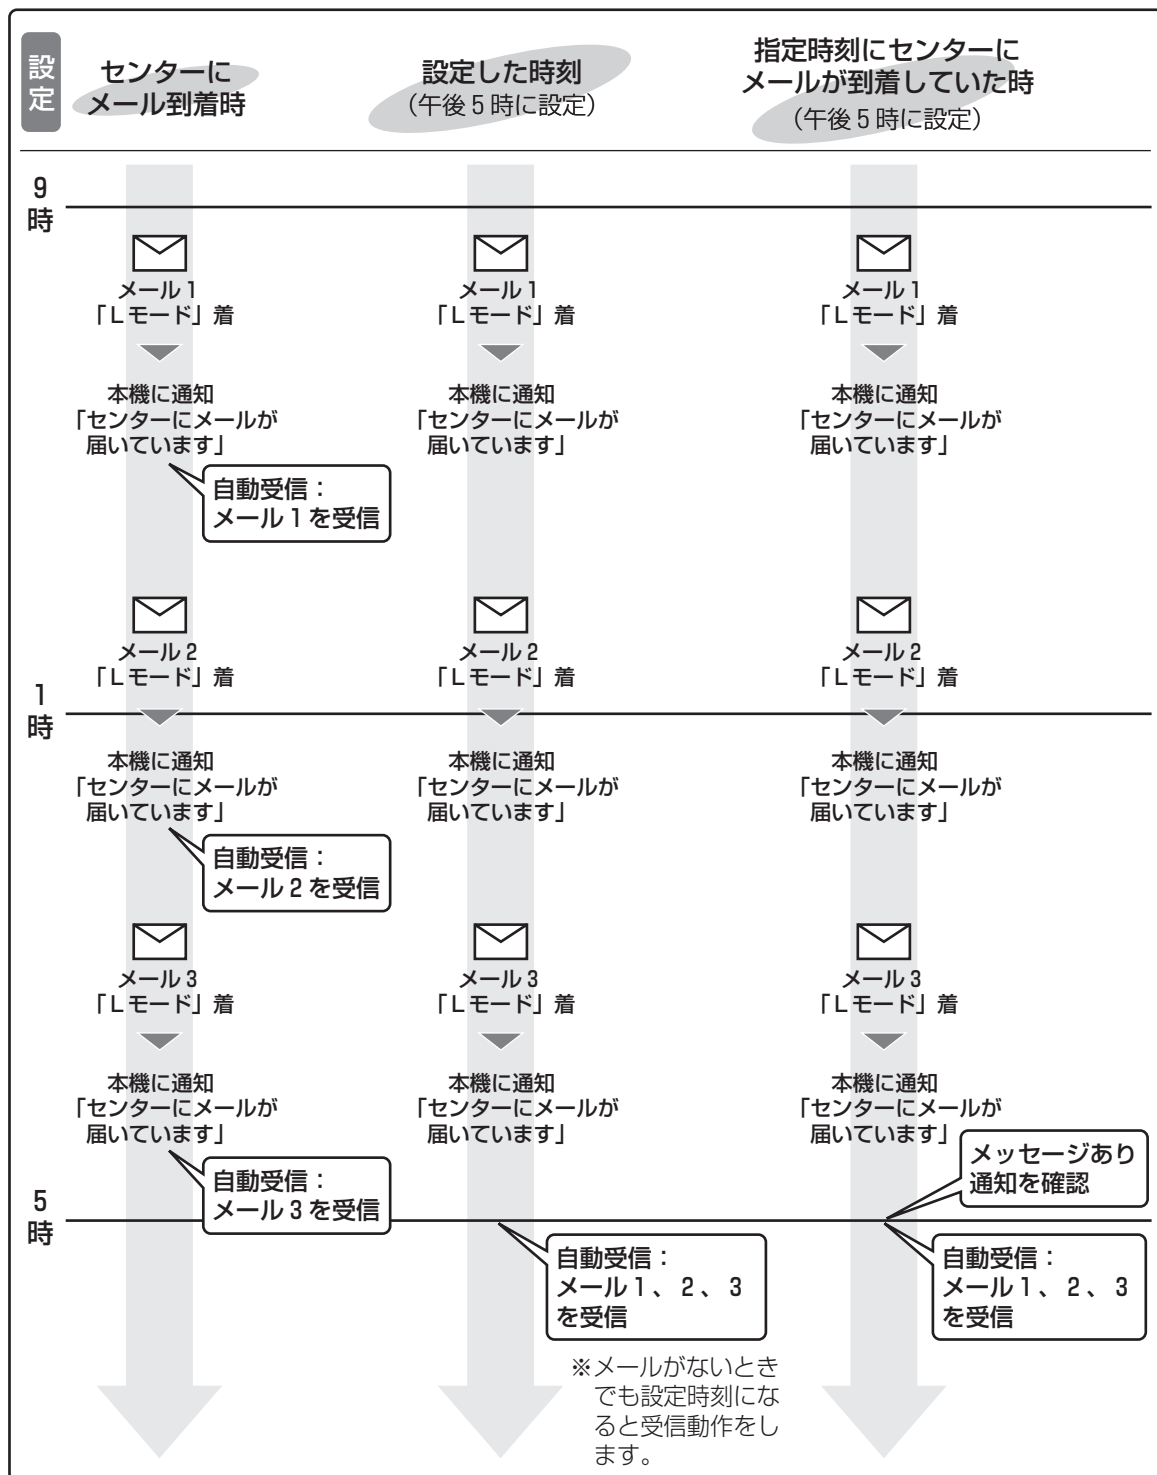 設
定
センターに
メール到着時
設定した時刻
（午後5時に設定）
指定時刻にセンターに
メールが到着していた時
（午後5時に設定）
9
時
メール1
「Lモード」着
メール1
「Lモード」着
メール1
「Lモード」着
本機に通知
「センターにメールが
届いています」
本機に通知
「センターにメールが
届いています」
本機に通知
「センターにメールが
届いています」
自動受信：
メール1を受信
メール2
「Lモード」着
メール2
「Lモード」着
メール2
「Lモード」着
1
時
本機に通知
「センターにメールが
届いています」
本機に通知
「センターにメールが
届いています」
本機に通知
「センターにメールが
届いています」
自動受信：
メール2を受信
メール3
「Lモード」着
メール3
「Lモード」着
メール3
「Lモード」着
本機に通知
「センターにメールが
届いています」
本機に通知
「センターにメールが
届いています」
本機に通知
「センターにメールが
届いています」
自動受信：
メール3を受信
メッセージあり
通知を確認
5
時
自動受信：
メール1、2、3
を受信
自動受信：
メール1、2、3
を受信
※メールがないとき
でも設定時刻にな
ると受信動作をし
ます。